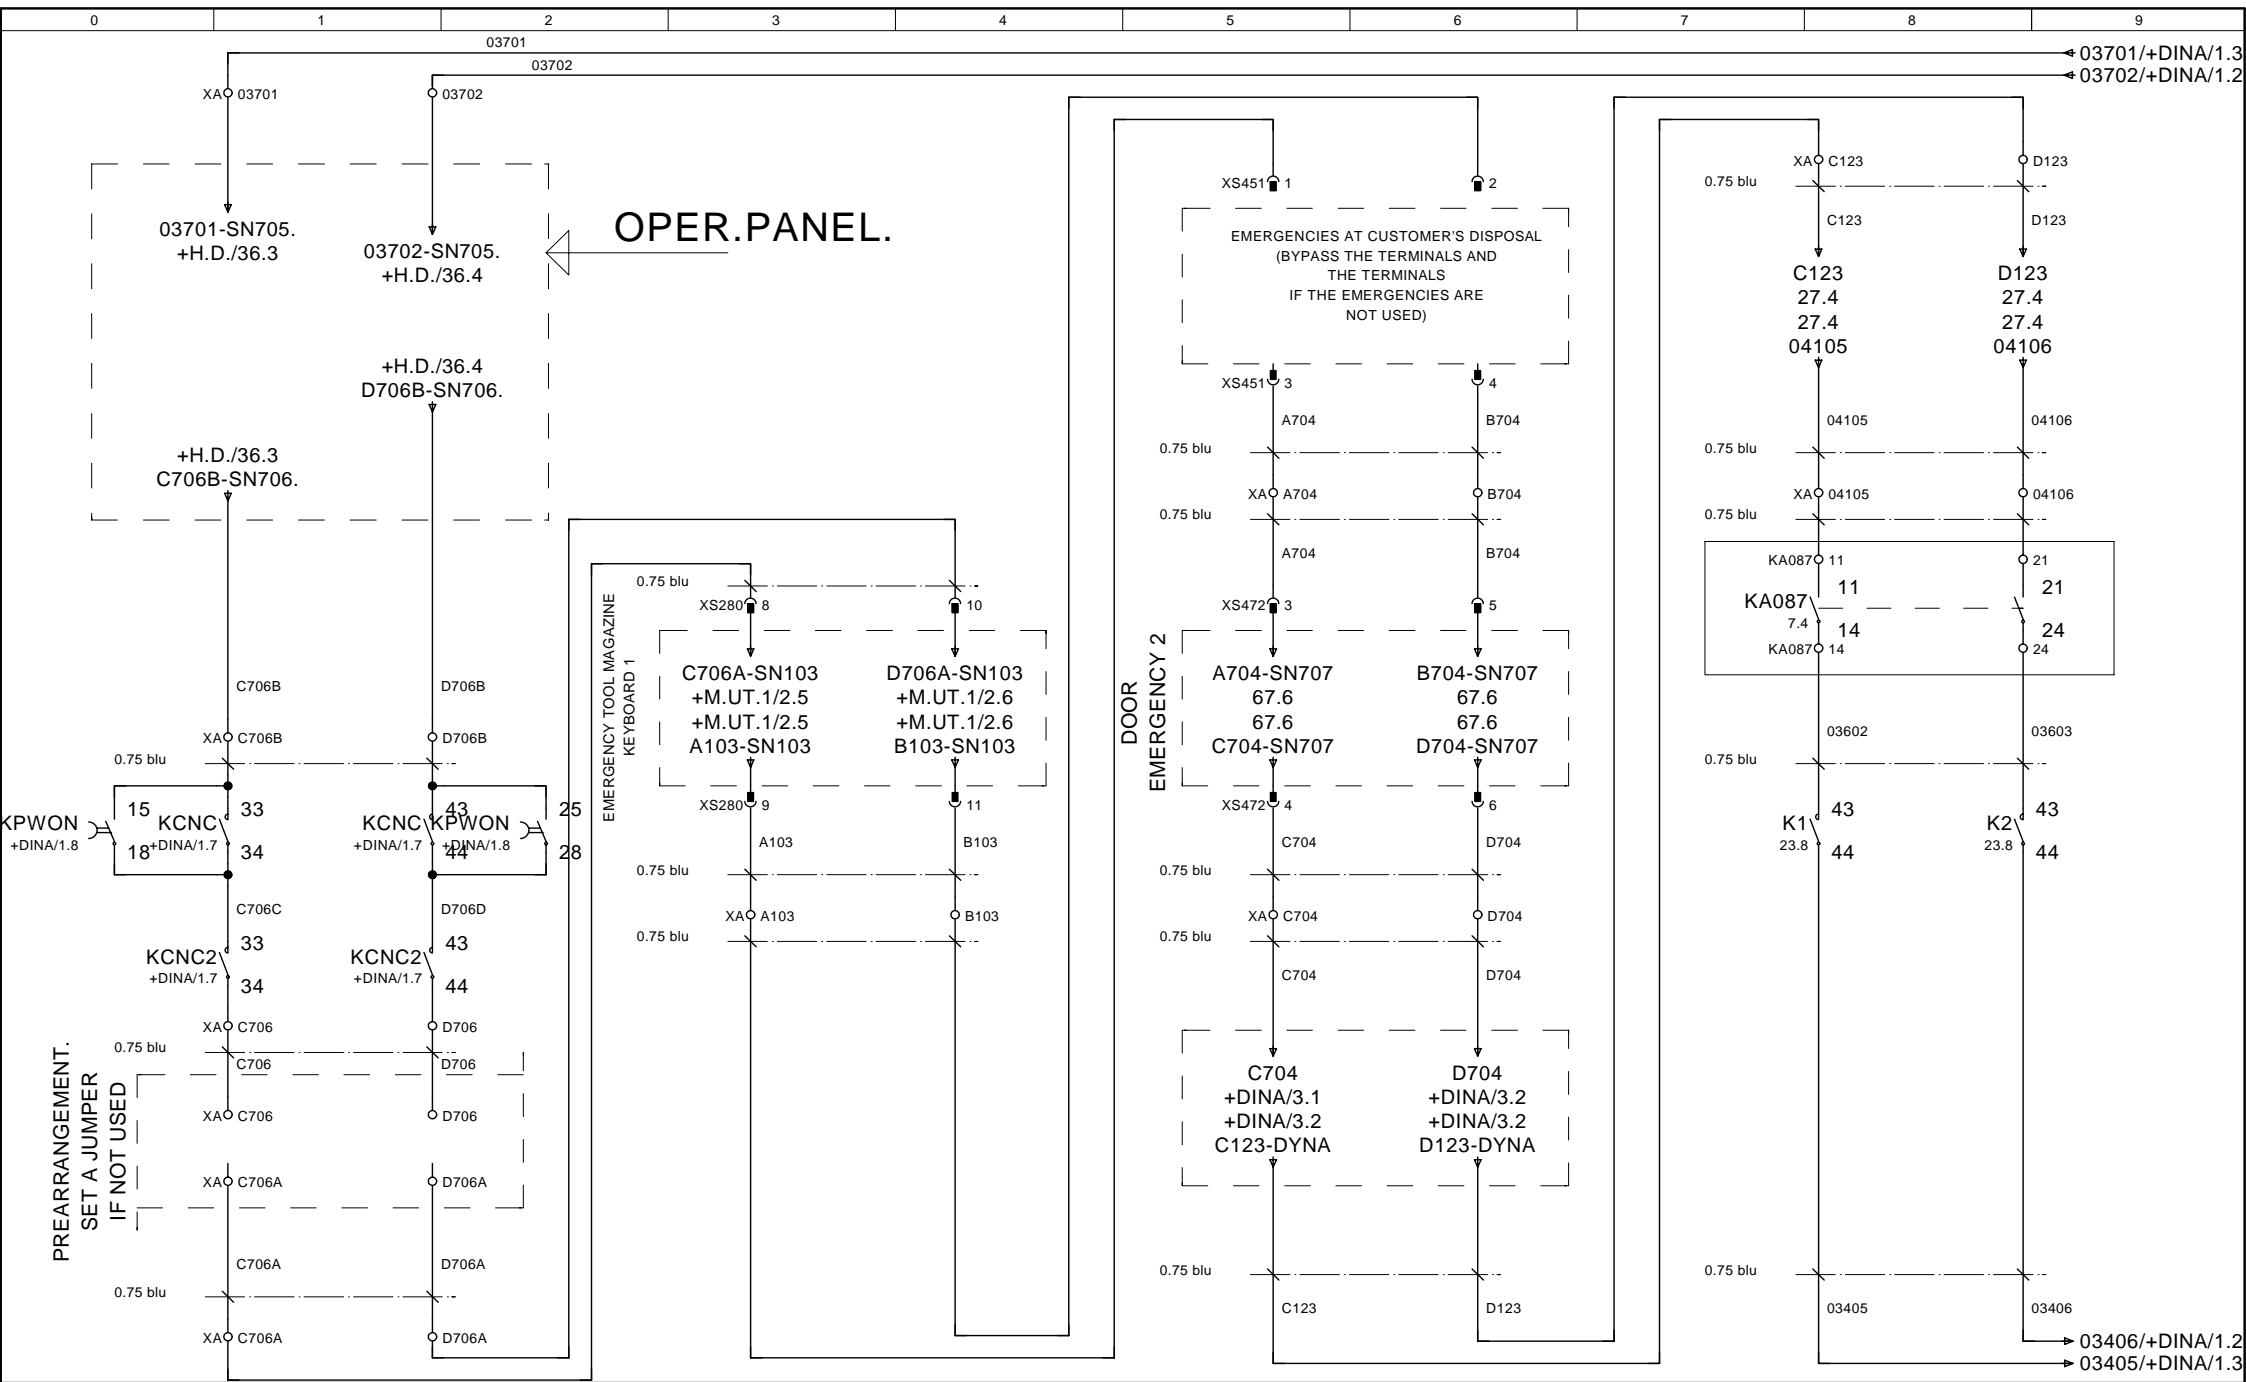 0 1 2 3 4 5 6 7 8 9
03701
03702
03701/+DINA/1.3
03702/+DINA/1.2
XA 03701
03702
03701-SN705.
+H.D./36.3
03702-SN705.
+H.D./36.4
OPER.PANEL.
+H.D./36.4
D706B-SN706.
+H.D./36.3
C706B-SN706.
C706B
D706B
XA C706B
D706B
0.75 blu
KPWON
+DINA/1.8
15
18
KCNC
+DINA/1.7
33
34
KCNC
+DINA/1.7
43
44
KPWON
+DINA/1.8
25
28
C706C
D706D
KCNC2
+DINA/1.7
33
34
KCNC2
+DINA/1.7
43
44
XA C706
D706
0.75 blu
C706
D706
PREARRANGEMENT.
SET A JUMPER
IF NOT USED
XA C706
D706
XA C706A
D706A
C706A
D706A
0.75 blu
XA C706A
D706A
EMERGENCY TOOL MAGAZINE
KEYBOARD 1
0.75 blu
XS280 8
10
C706A-SN103
+M.UT.1/2.5
+M.UT.1/2.5
A103-SN103
D706A-SN103
+M.UT.1/2.6
+M.UT.1/2.6
B103-SN103
XS280 9
11
A103
B103
0.75 blu
XA A103
B103
0.75 blu
XS451 1
2
EMERGENCIES AT CUSTOMER'S DISPOSAL
(BYPASS THE TERMINALS AND
THE TERMINALS
IF THE EMERGENCIES ARE
NOT USED)
XS451 3
4
A704
B704
0.75 blu
XA A704
B704
0.75 blu
A704
B704
XS472 3
5
DOOR
EMERGENCY 2
A704-SN707
67.6
67.6
C704-SN707
B704-SN707
67.6
67.6
D704-SN707
XS472 4
6
C704
D704
0.75 blu
XA C704
D704
0.75 blu
C704
D704
C704
+DINA/3.1
+DINA/3.2
C123-DYNA
D704
+DINA/3.2
+DINA/3.2
D123-DYNA
0.75 blu
C123
D123
XA C123
D123
0.75 blu
C123
D123
C123
27.4
27.4
04105
D123
27.4
27.4
04106
04105
04106
0.75 blu
XA 04105
04106
0.75 blu
KA087 11
21
KA087
7.4
11
14
21
24
KA087 14
24
03602
03603
0.75 blu
K1
23.8
43
44
K2
23.8
43
44
0.75 blu
03405
03406
03406/+DINA/1.2
03405/+DINA/1.3